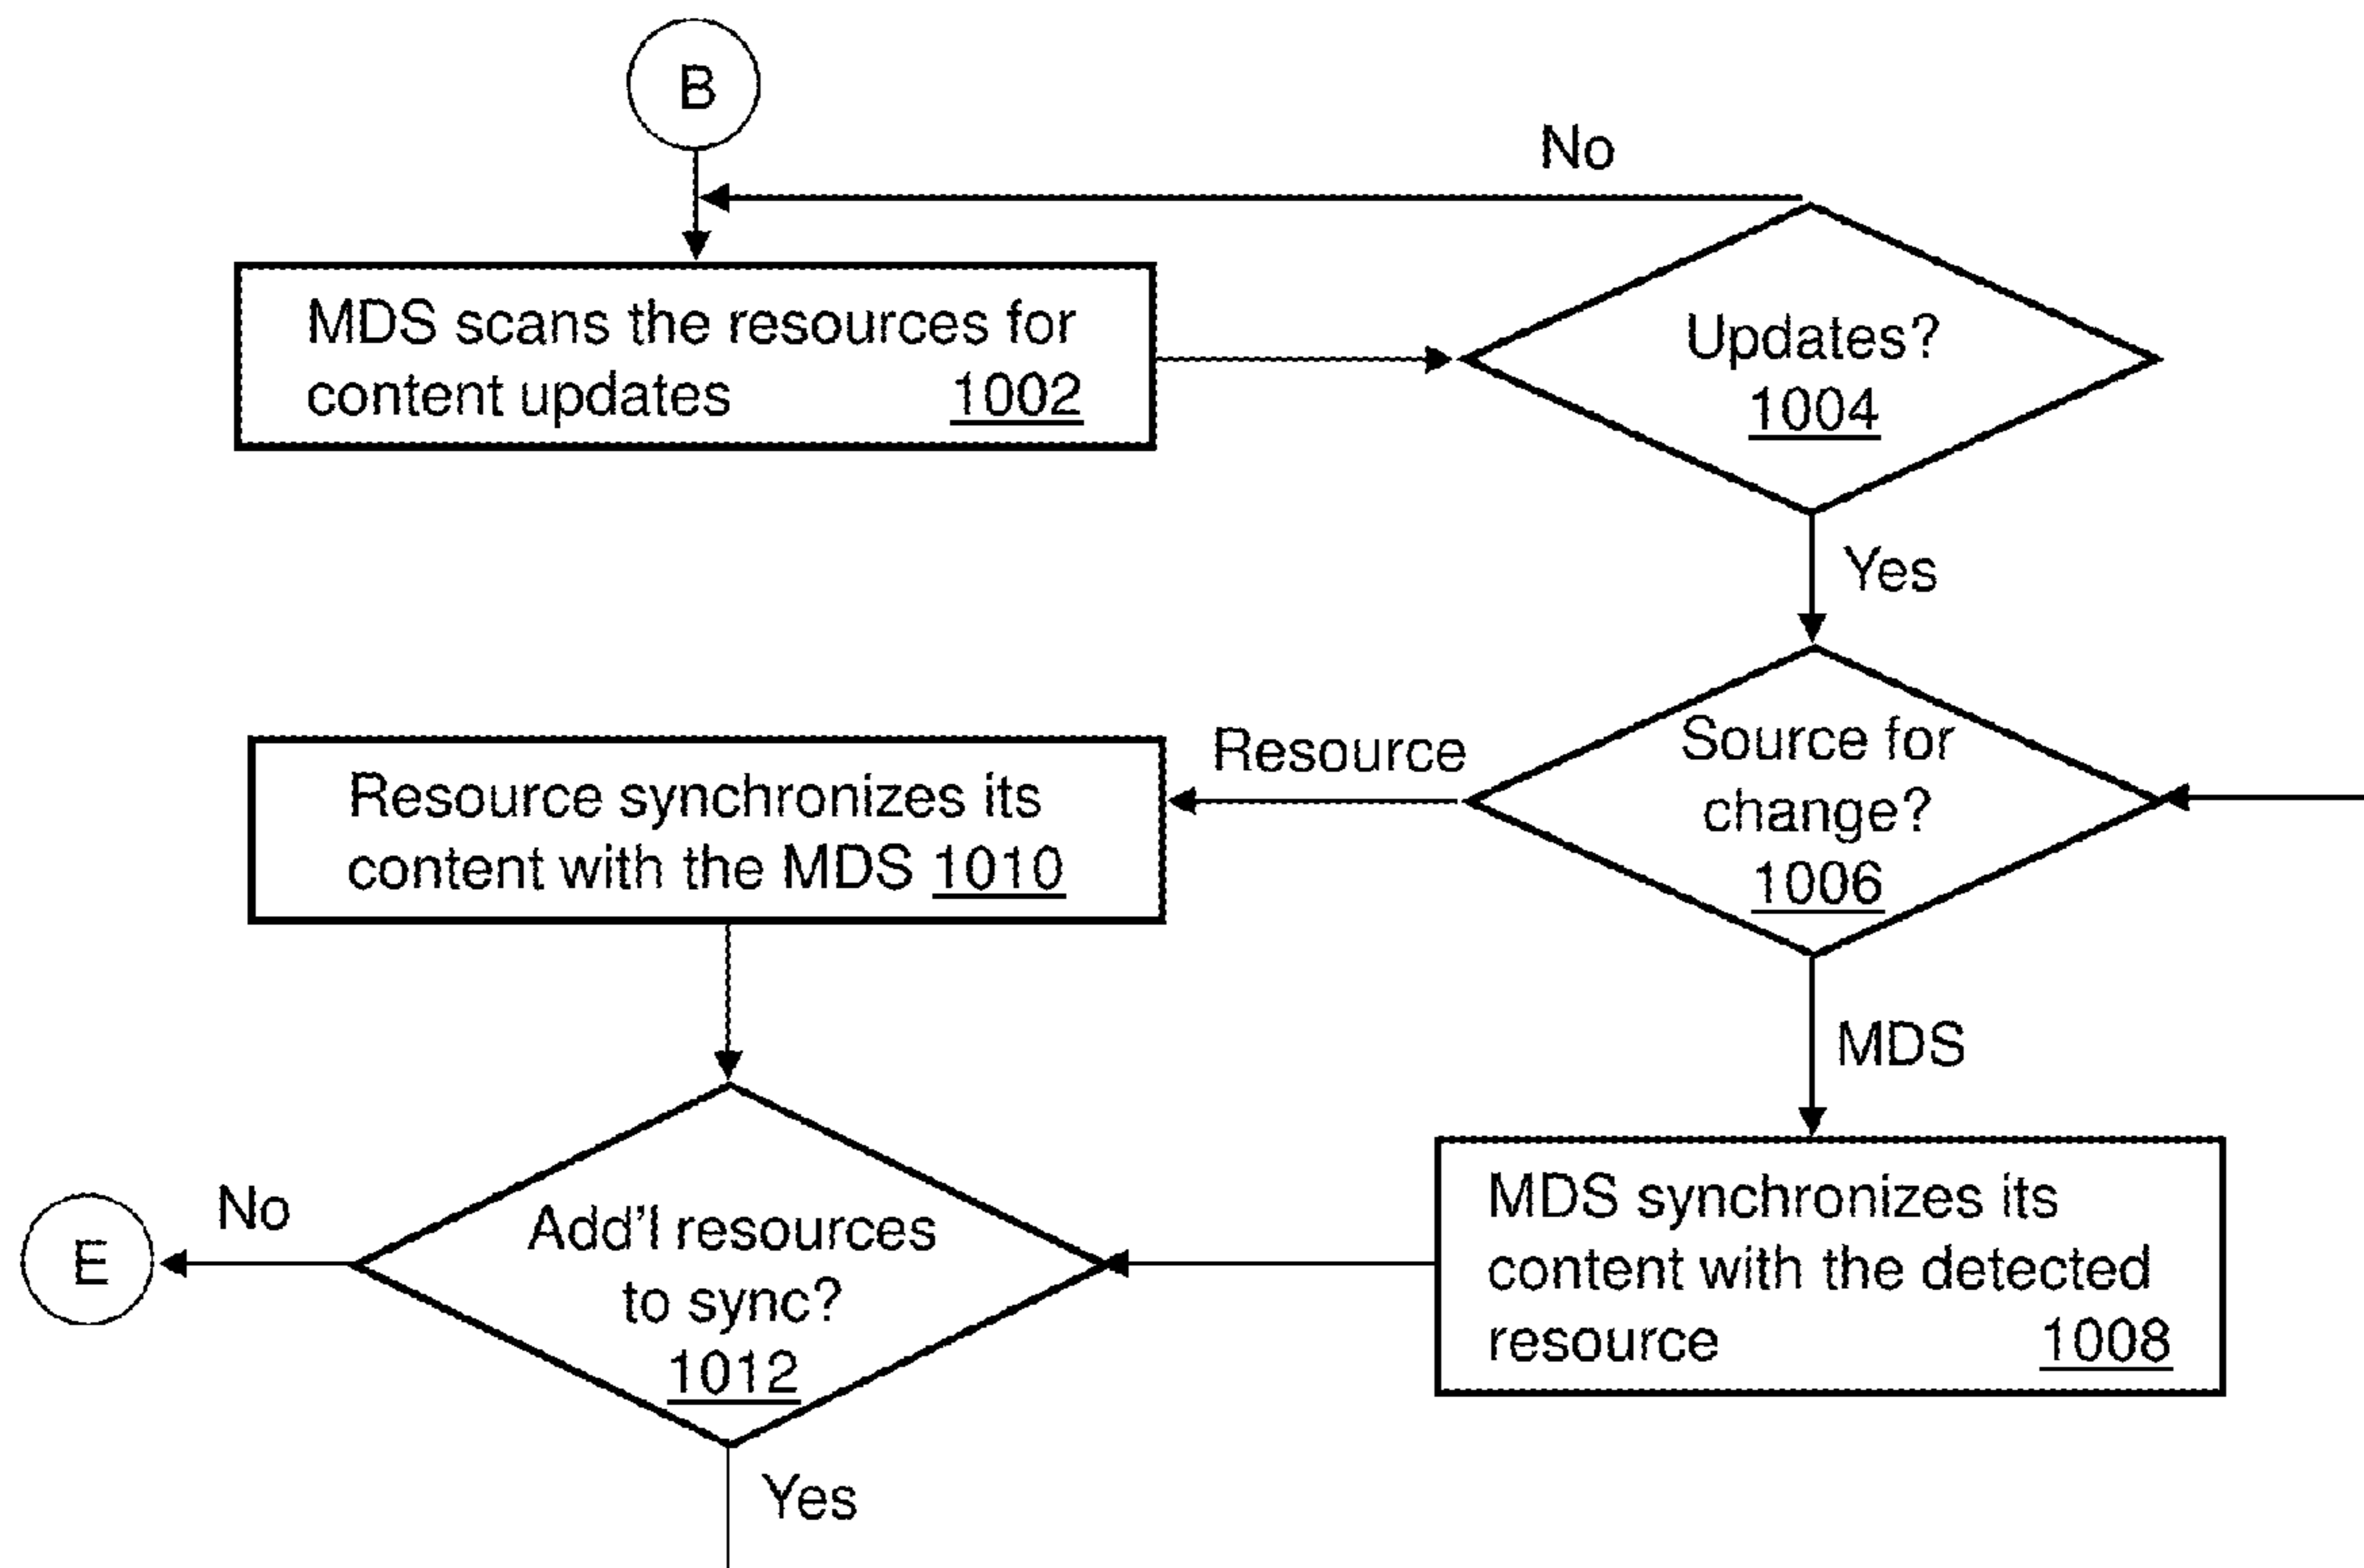 B
No
MDS scans the resources for
content updates 1002
Updates?
1004
Yes
Source for
change?
1006
Resource
Resource synchronizes its
content with the MDS 1010
MDS
MDS synchronizes its
content with the detected
resource 1008
Add'l resources
to sync?
1012
No
E
Yes